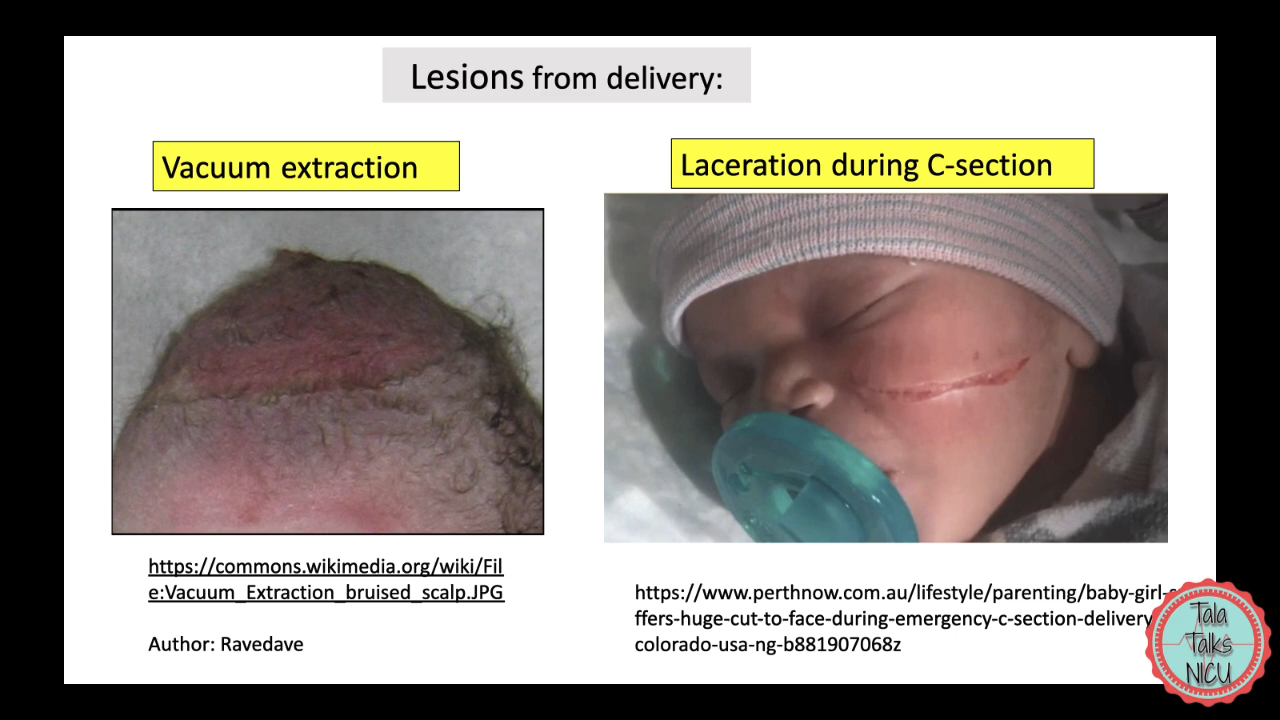 Lesions from delivery:
Vacuum extraction
Laceration during C-section
https://commons.wikimedia.org/wiki/Fil
e:Vacuum_Extraction_bruised_scalp.JPG
Author: Ravedave
https://www.perthnow.com.au/lifestyle/parenting/baby-girl-s
ffers-huge-cut-to-face-during-emergency-c-section-delivery
colorado-usa-ng-b881907068z
Tala
Talks
NICU